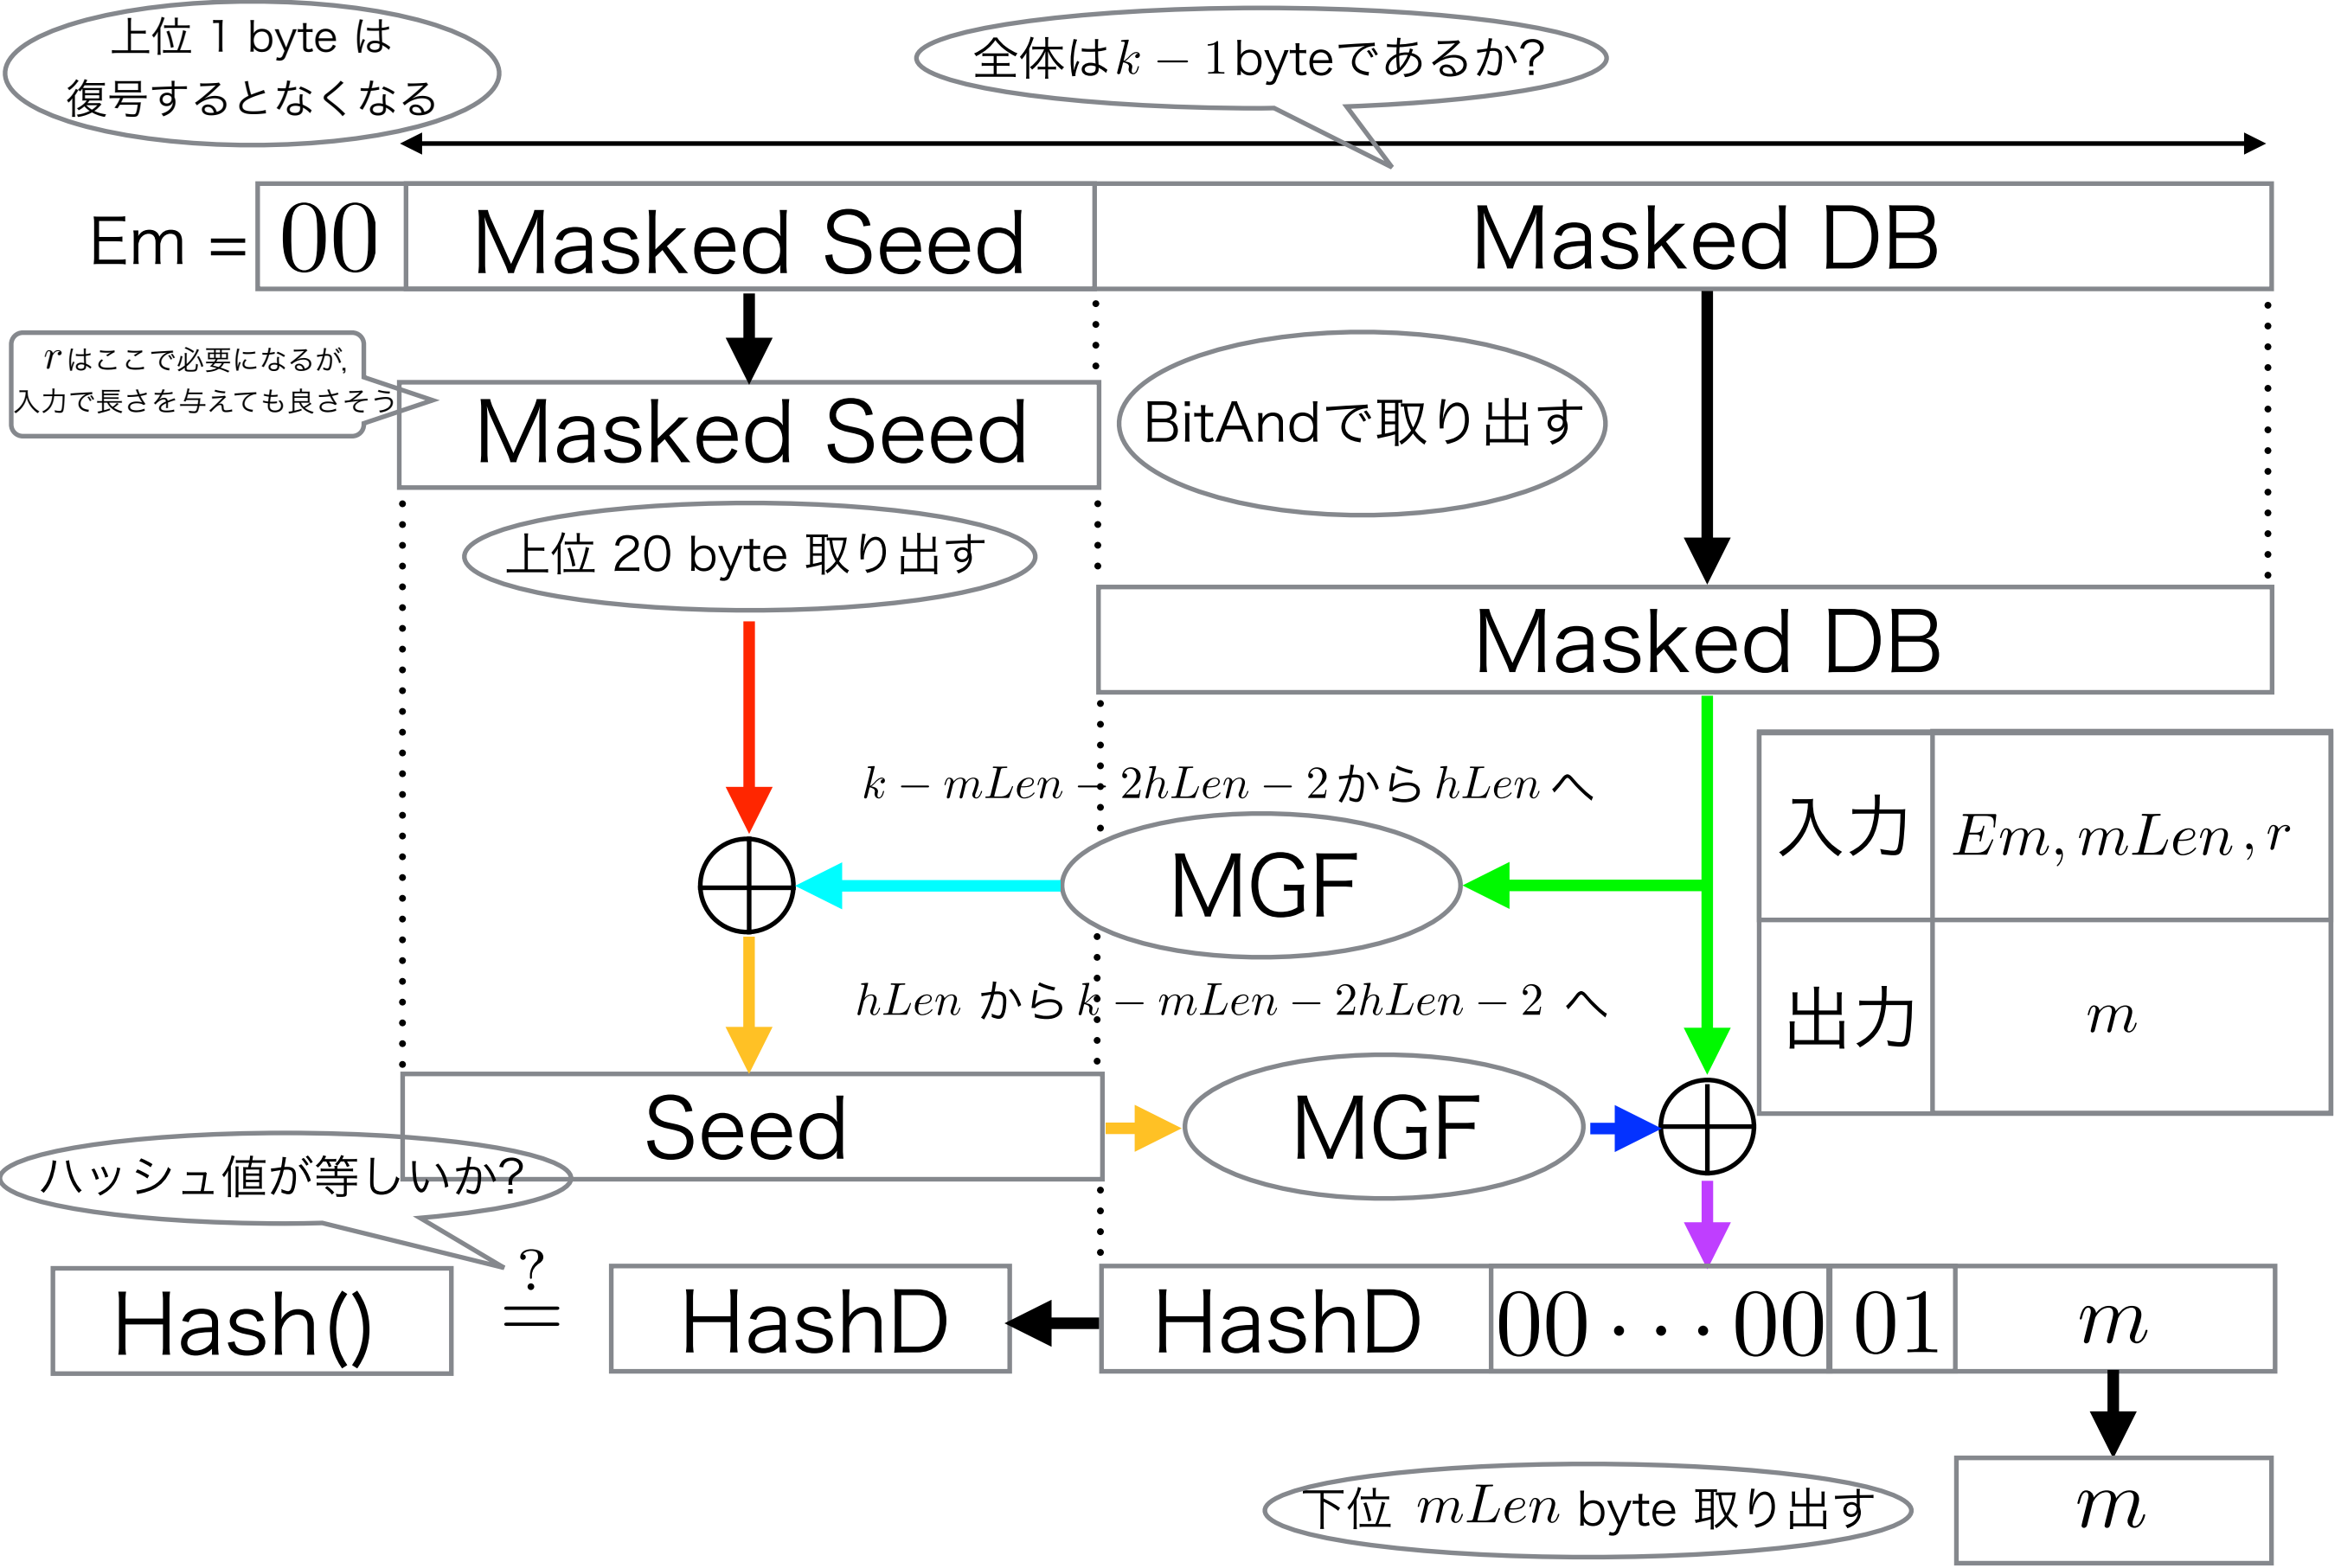 上位 1 byte は
復号するとなくなる
全体はk − 1byteであるか?
Em =
00
Masked Seed
Masked DB
rはここで必要になるが,
入力で長さを与えても良さそう
Masked Seed
BitAndで取り出す
上位 20 byte 取り出す
Masked DB
k − mLen − 2hLen − 2から hLen へ
入力
Em, mLen, r
MGF
hLen から k − mLen − 2hLen − 2 へ
出力
m
Seed
MGF
ハッシュ値が等しいか?
Hash()
?
=
HashD
HashD
00 · · · 00
01
m
下位 mLen byte 取り出す
m